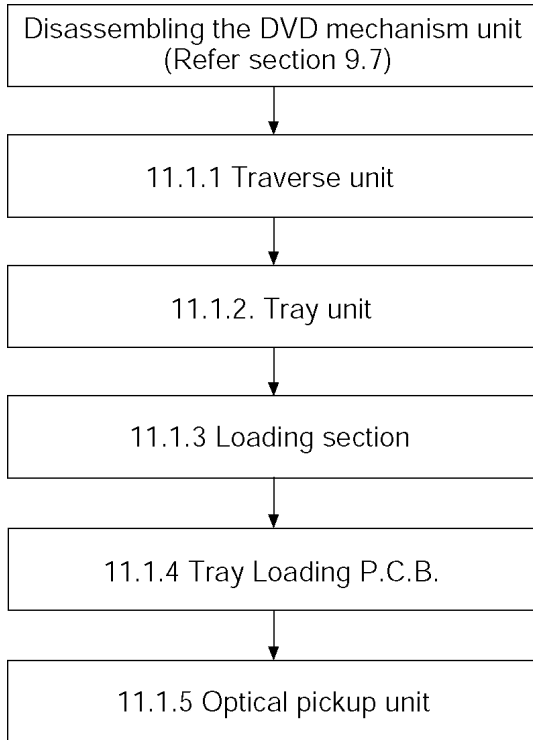 Disassembling the DVD mechanism unit
(Refer section 9.7)
11.1.1 Traverse unit
11.1.2. Tray unit
11.1.3 Loading section
11.1.4 Tray Loading P.C.B.
11.1.5 Optical pickup unit